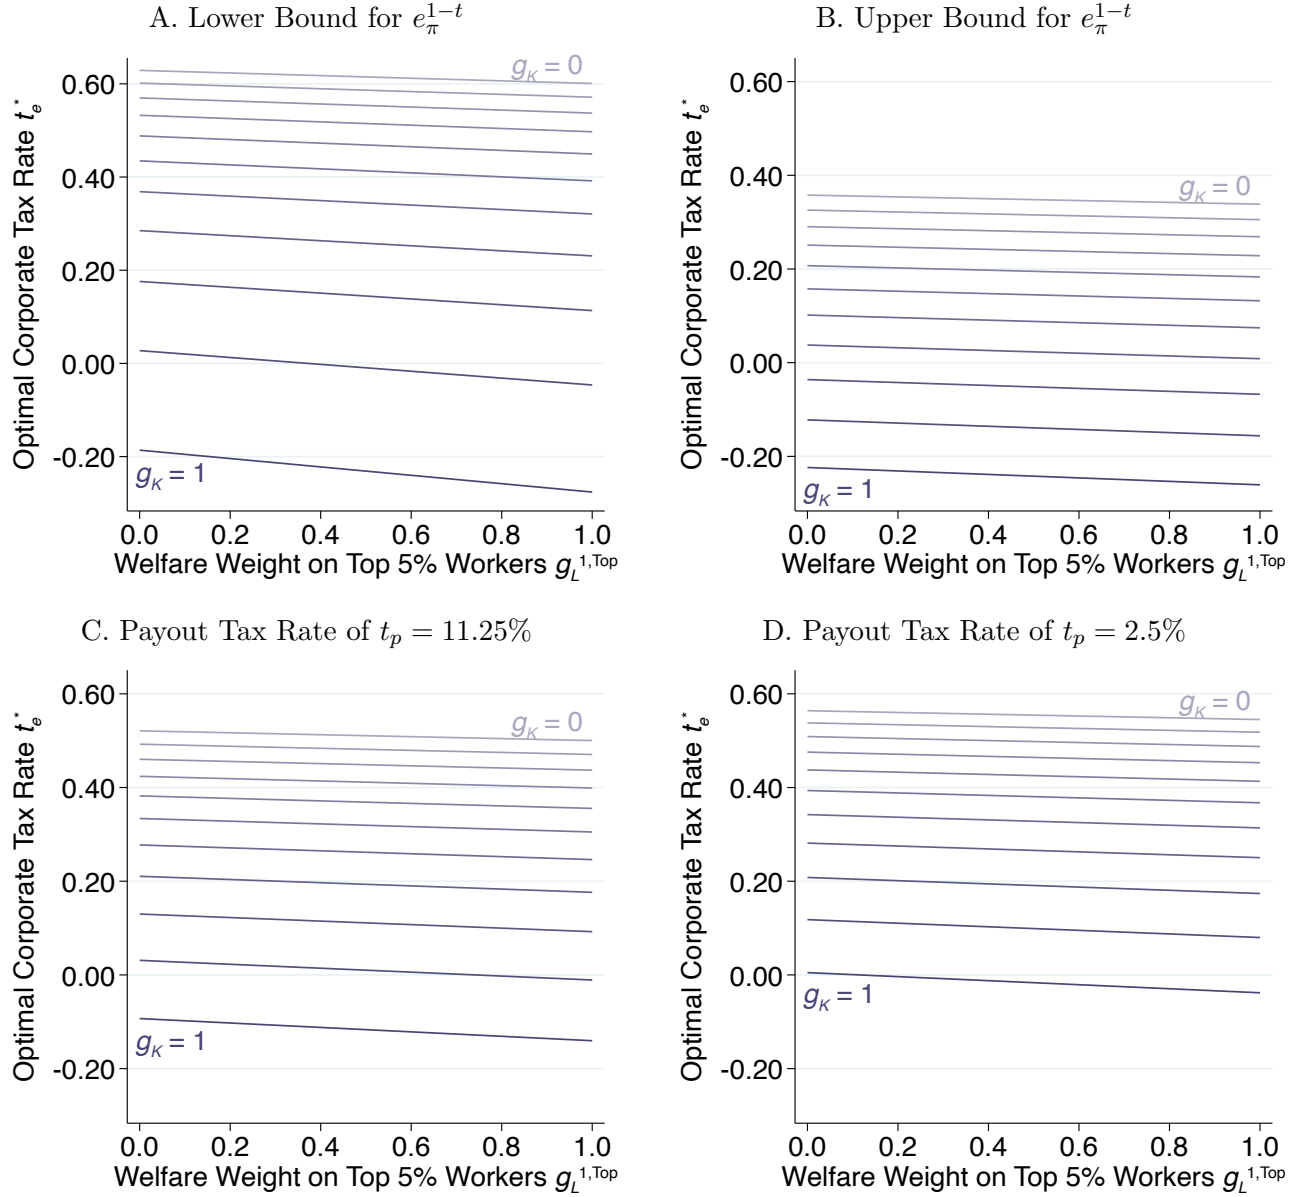 A. Lower Bound for e_π^{1−t}
Optimal Corporate Tax Rate t_e^*
0.60
0.40
0.20
0.00
-0.20
g_K = 0
g_K = 1
0.0 0.2 0.4 0.6 0.8 1.0
Welfare Weight on Top 5% Workers g_L^{1,Top}
B. Upper Bound for e_π^{1−t}
Optimal Corporate Tax Rate t_e^*
0.60
0.40
0.20
0.00
-0.20
g_K = 0
g_K = 1
0.0 0.2 0.4 0.6 0.8 1.0
Welfare Weight on Top 5% Workers g_L^{1,Top}
C. Payout Tax Rate of t_p = 11.25%
Optimal Corporate Tax Rate t_e^*
0.60
0.40
0.20
0.00
-0.20
g_K = 0
g_K = 1
0.0 0.2 0.4 0.6 0.8 1.0
Welfare Weight on Top 5% Workers g_L^{1,Top}
D. Payout Tax Rate of t_p = 2.5%
Optimal Corporate Tax Rate t_e^*
0.60
0.40
0.20
0.00
-0.20
g_K = 0
g_K = 1
0.0 0.2 0.4 0.6 0.8 1.0
Welfare Weight on Top 5% Workers g_L^{1,Top}